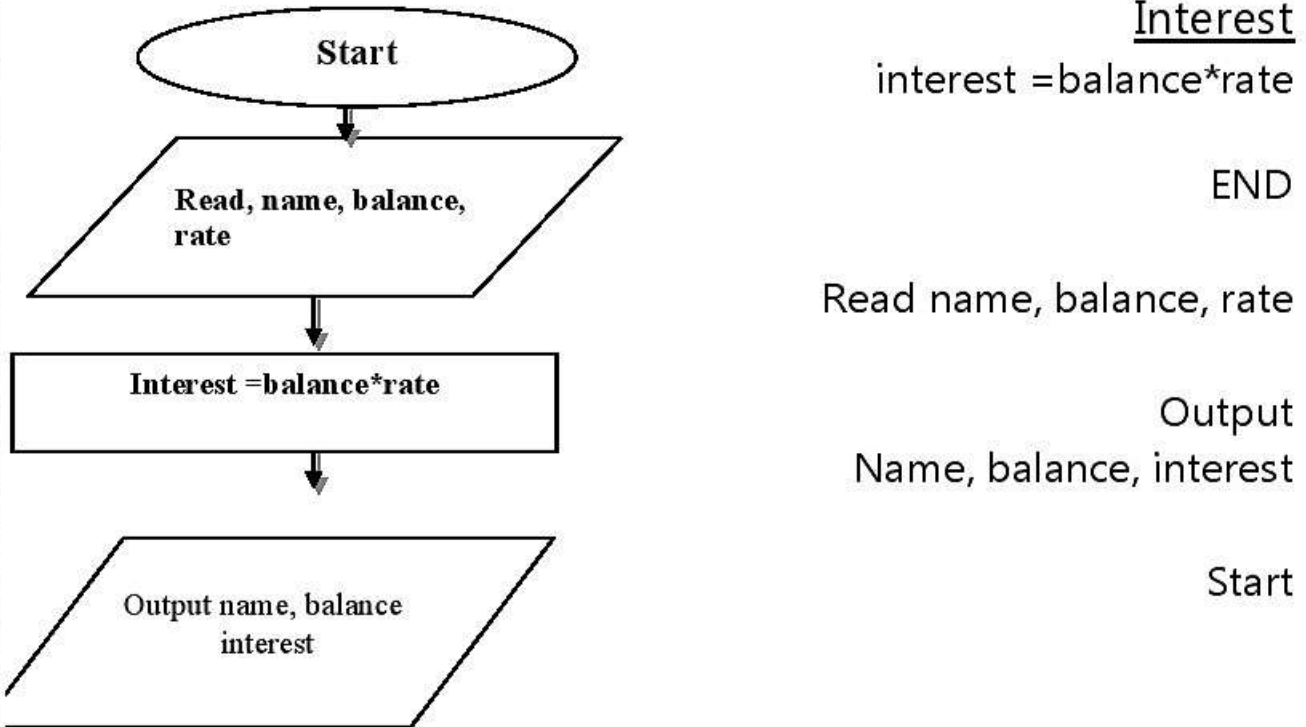 Start
Read, name, balance,
rate
Interest =balance*rate
Output name, balance
interest
Interest
interest =balance*rate
END
Read name, balance, rate
Output
Name, balance, interest
Start